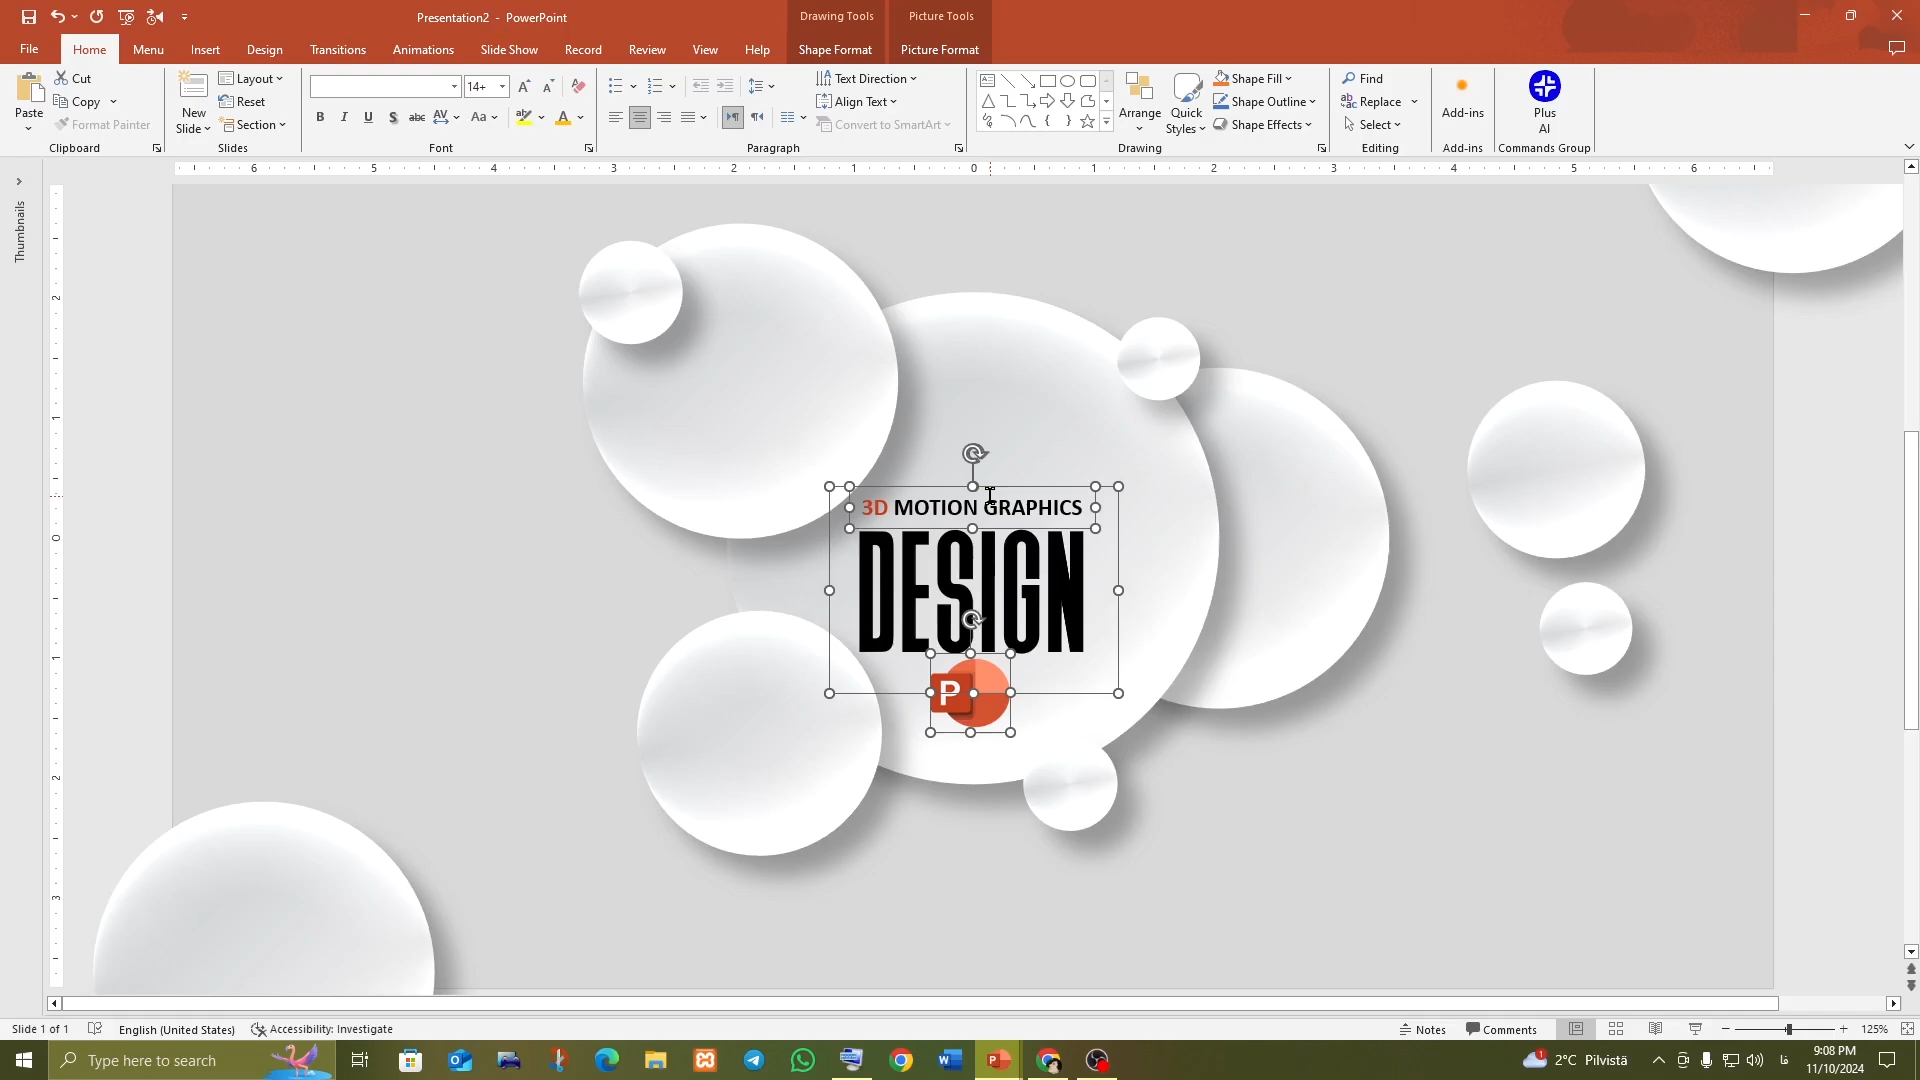 Presentation2 - PowerPoint
Drawing Tools
Picture Tools
File
Home
Menu
Insert
Design
Transitions
Animations
Slide Show
Record
Review
View
Help
Shape Format
Picture Format
Paste
Cut
Copy
Format Painter
Clipboard
New
Slide
Layout
Reset
Section
Slides
14+
Font
Text Direction
Align Text
Convert to SmartArt
Paragraph
Arrange
Quick
Styles
Shape Fill
Shape Outline
Shape Effects
Drawing
Find
Replace
Select
Editing
Add-ins
Add-ins
Plus
AI
Commands Group
Thumbnails
3D MOTION GRAPHICS
DESIGN
P
Slide 1 of 1
English (United States)
Accessibility: Investigate
Notes
Comments
125%
Type here to search
2°C Pilvistä
9:08 PM
11/10/2024